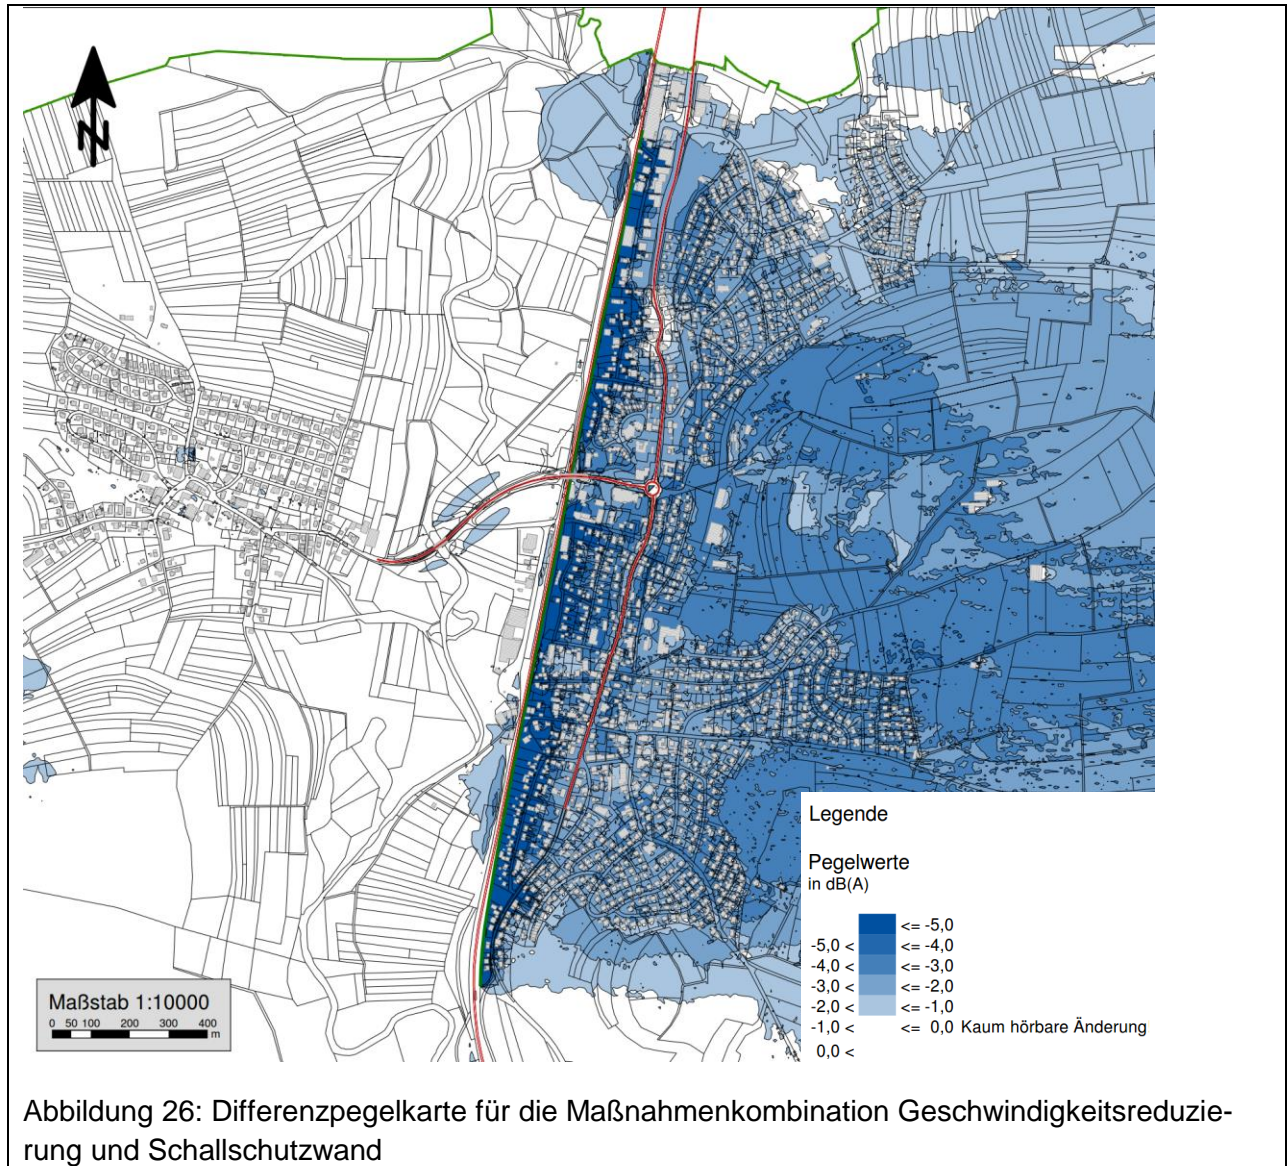 N
Legende
Pegelwerte
in dB(A)
<= -5,0
-5,0 < <= -4,0
-4,0 < <= -3,0
-3,0 < <= -2,0
-2,0 < <= -1,0
-1,0 < <= 0,0 Kaum hörbare Änderung
0,0 <
Maßstab 1:10000
0 50 100 200 300 400
m
Abbildung 26: Differenzpegelkarte für die Maßnahmenkombination Geschwindigkeitsreduzie-
rung und Schallschutzwand